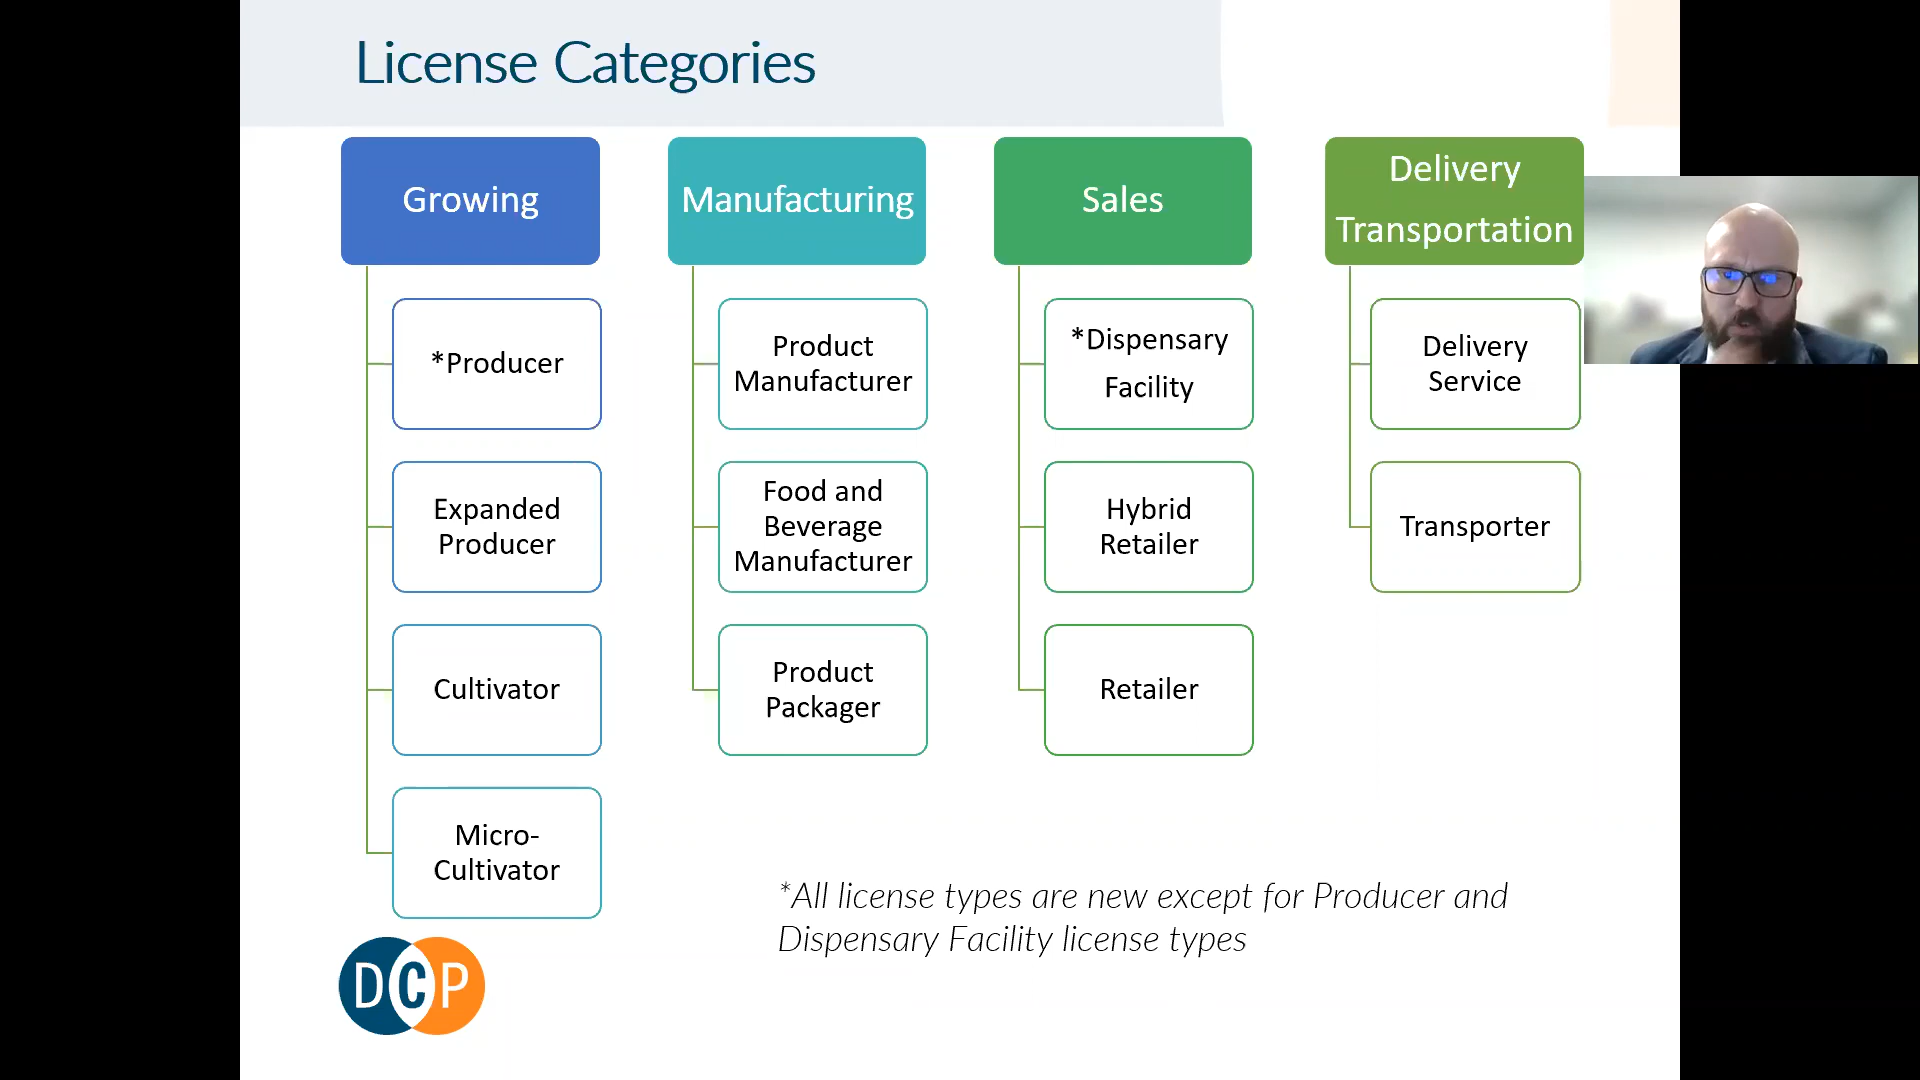 License Categories
Growing
*Producer
Expanded
Producer
Cultivator
Micro-
Cultivator
Manufacturing
Product
Manufacturer
Food and
Beverage
Manufacturer
Product
Packager
Sales
*Dispensary
Facility
Hybrid
Retailer
Retailer
Delivery
Transportation
Delivery
Service
Transporter
*All license types are new except for Producer and
Dispensary Facility license types
DCP